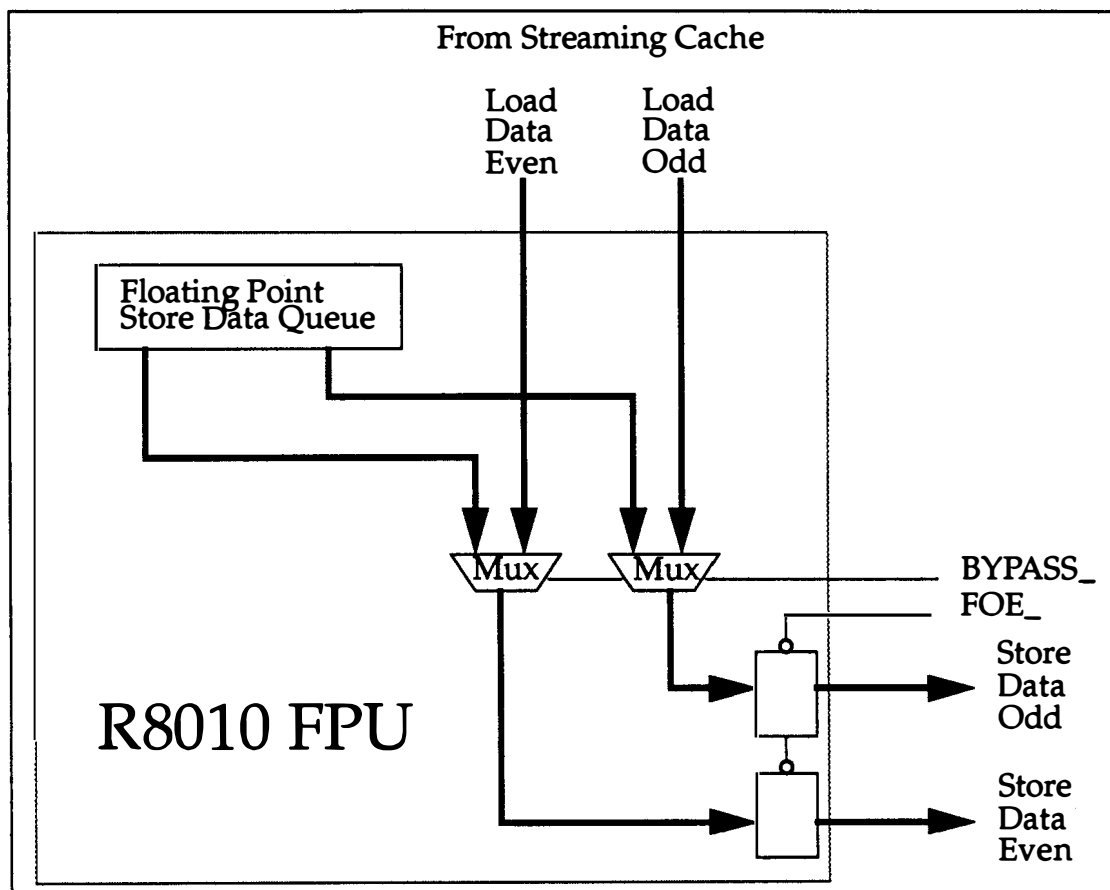 From Streaming Cache
Load
Data
Even
Load
Data
Odd
Floating Point
Store Data Queue
Mux
Mux
BYPASS_
FOE_
Store
Data
Odd
R8010 FPU
Store
Data
Even